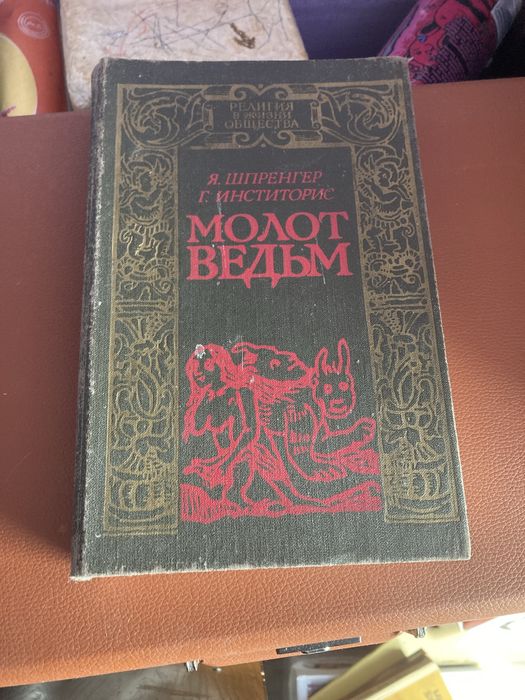 РЕЛИГИЯ
В ЖИЗНИ
ОБЩЕСТВА
Я. ШПРЕНГЕР
Г. ИНСТИТОРИС
МОЛОТ
ВЕДЬМ